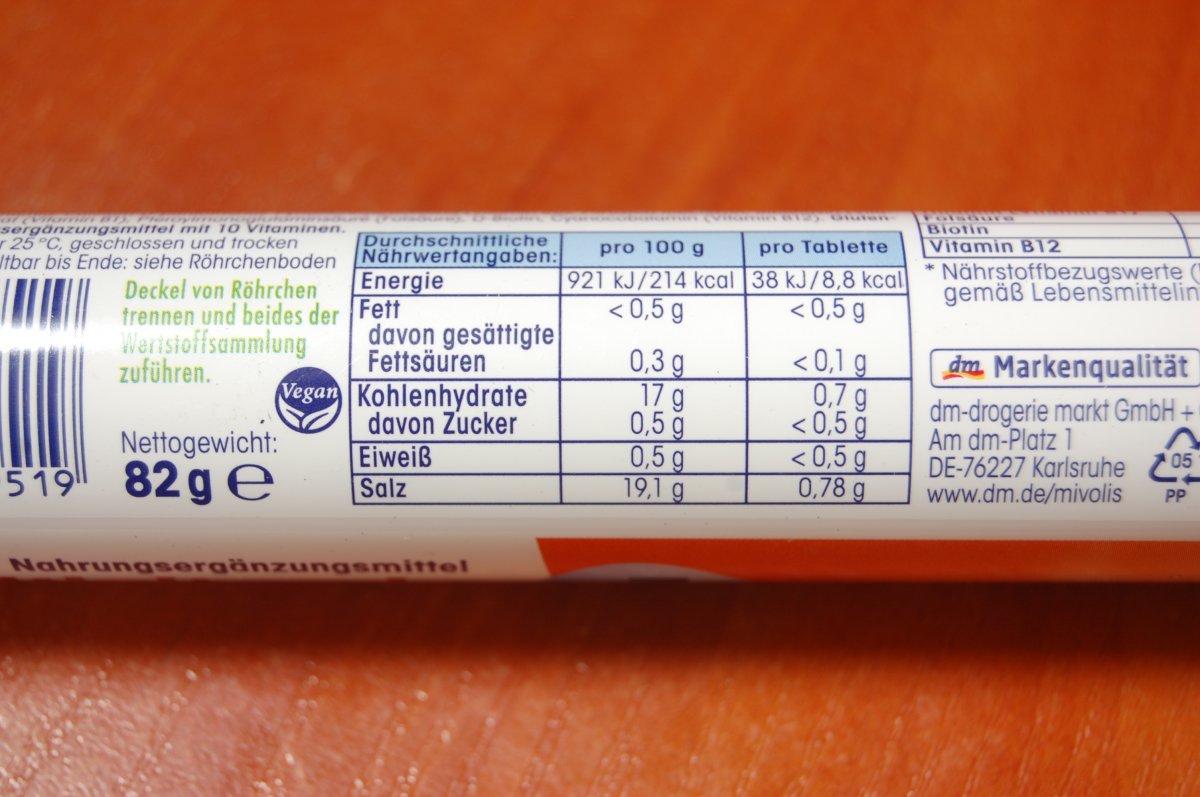 sergänzungsmittel mit 10 Vitaminen.
r 25 °C, geschlossen und trocken
ltbar bis Ende: siehe Röhrchenboden
519
Deckel von Röhrchen
trennen und beides der
Wertstoffsammlung
zuführen.
Vegan
Nettogewicht:
82 g e
Durchschnittliche
Nährwertangaben: pro 100 g pro Tablette
Energie 921 kJ/214 kcal 38 kJ/8,8 kcal
Fett < 0,5 g < 0,5 g
davon gesättigte
Fettsäuren 0,3 g < 0,1 g
Kohlenhydrate 17 g 0,7 g
davon Zucker 0,5 g < 0,5 g
Eiweiß 0,5 g < 0,5 g
Salz 19,1 g 0,78 g
Folsäure
Biotin
Vitamin B12
* Nährstoffbezugswerte (
gemäß Lebensmittelin
dm Markenqualität
dm-drogerie markt GmbH +
Am dm-Platz 1
DE-76227 Karlsruhe
www.dm.de/mivolis
05
PP
Nahrungsergänzungsmittel